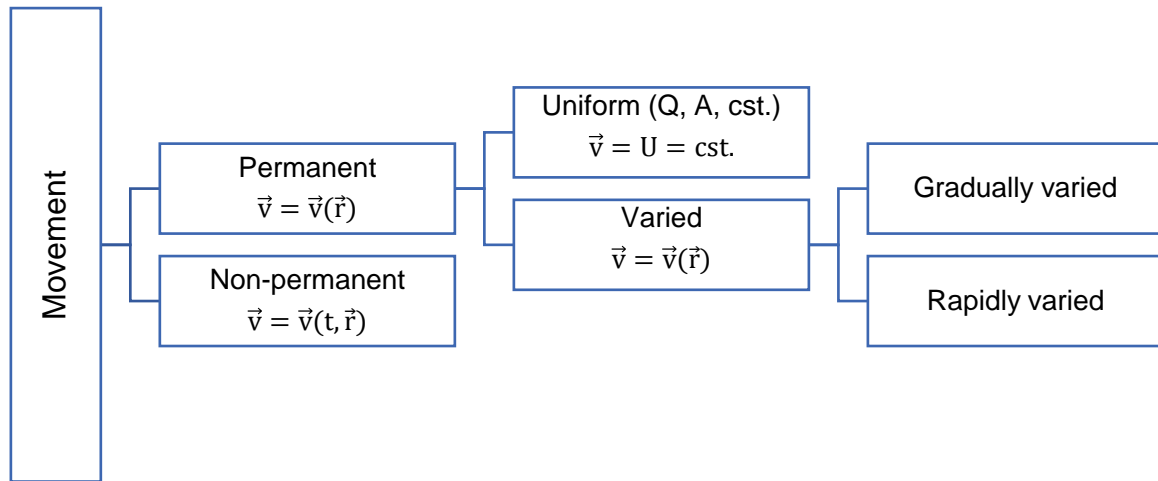 Movement
Permanent
v⃗ = v⃗(r⃗)
Non-permanent
v⃗ = v⃗(t, r⃗)
Uniform (Q, A, cst.)
v⃗ = U = cst.
Varied
v⃗ = v⃗(r⃗)
Gradually varied
Rapidly varied